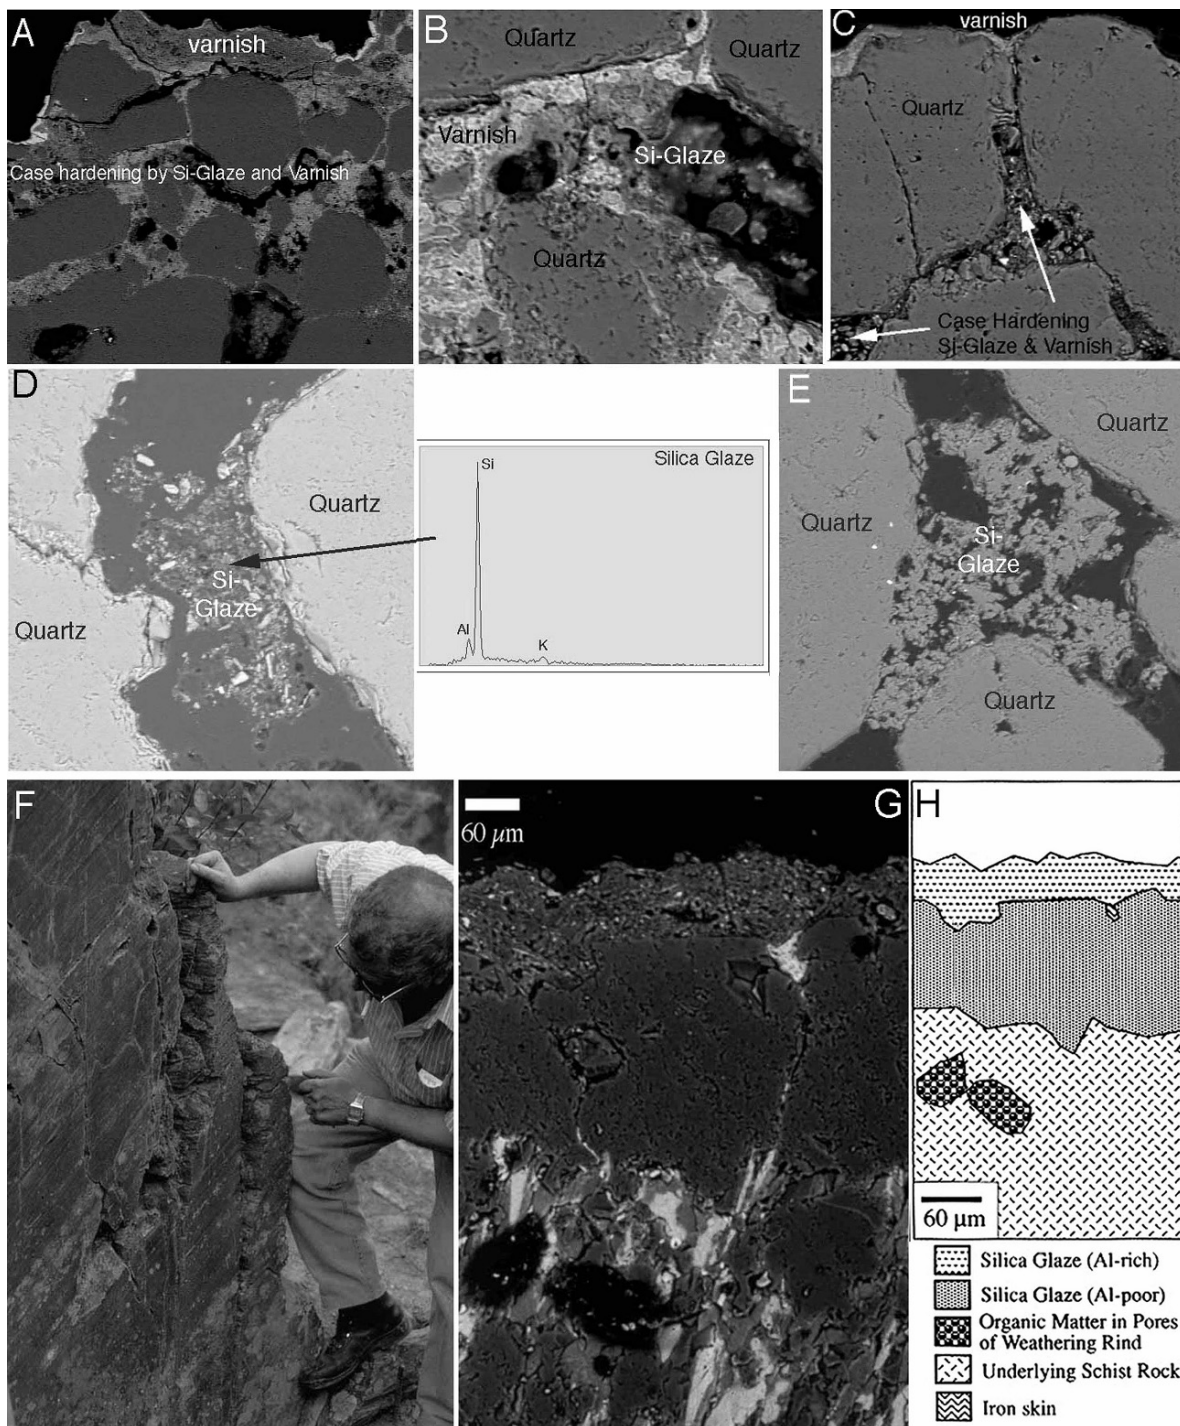 A
varnish
Case hardening by Si-Glaze and Varnish
B
Quartz
Quartz
Varnish
Si-Glaze
Quartz
C
varnish
Quartz
Case Hardening
Si-Glaze & Varnish
D
Quartz
Si-
Glaze
Quartz
Silica Glaze
Si
Al
K
E
Quartz
Quartz
Si-
Glaze
Quartz
F
60 µm
G
H
60 µm
Silica Glaze (Al-rich)
Silica Glaze (Al-poor)
Organic Matter in Pores
of Weathering Rind
Underlying Schist Rock
Iron skin